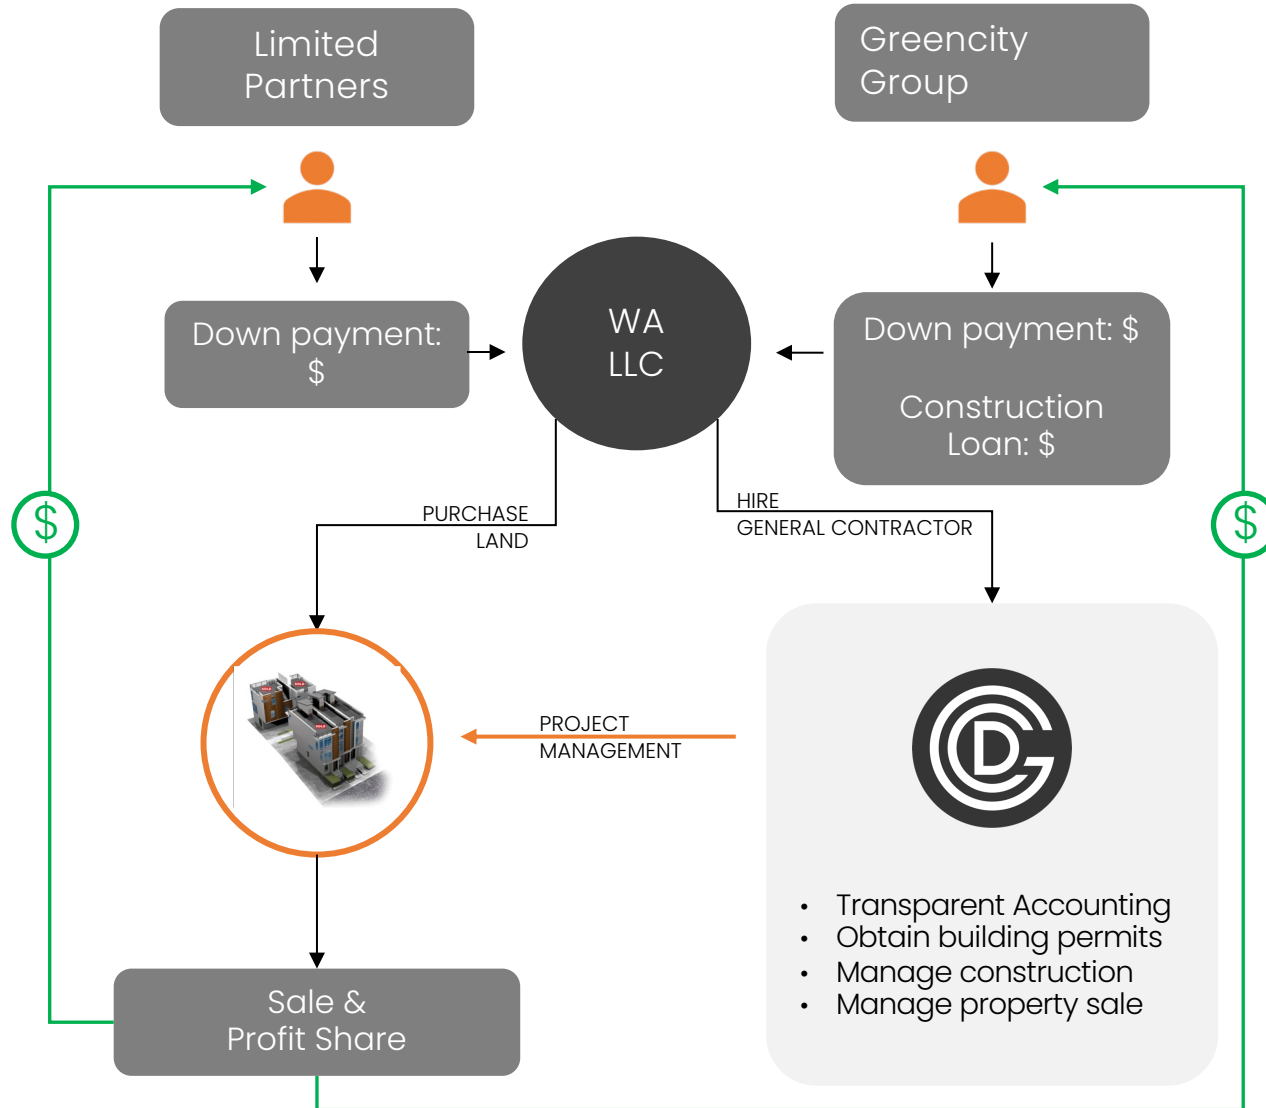 Limited
Partners
Greencity
Group
Down payment:
$
WA
LLC
Down payment: $
Construction
Loan: $
$
PURCHASE
LAND
HIRE
GENERAL CONTRACTOR
$
PROJECT
MANAGEMENT
GCD
• Transparent Accounting
• Obtain building permits
• Manage construction
• Manage property sale
Sale &
Profit Share